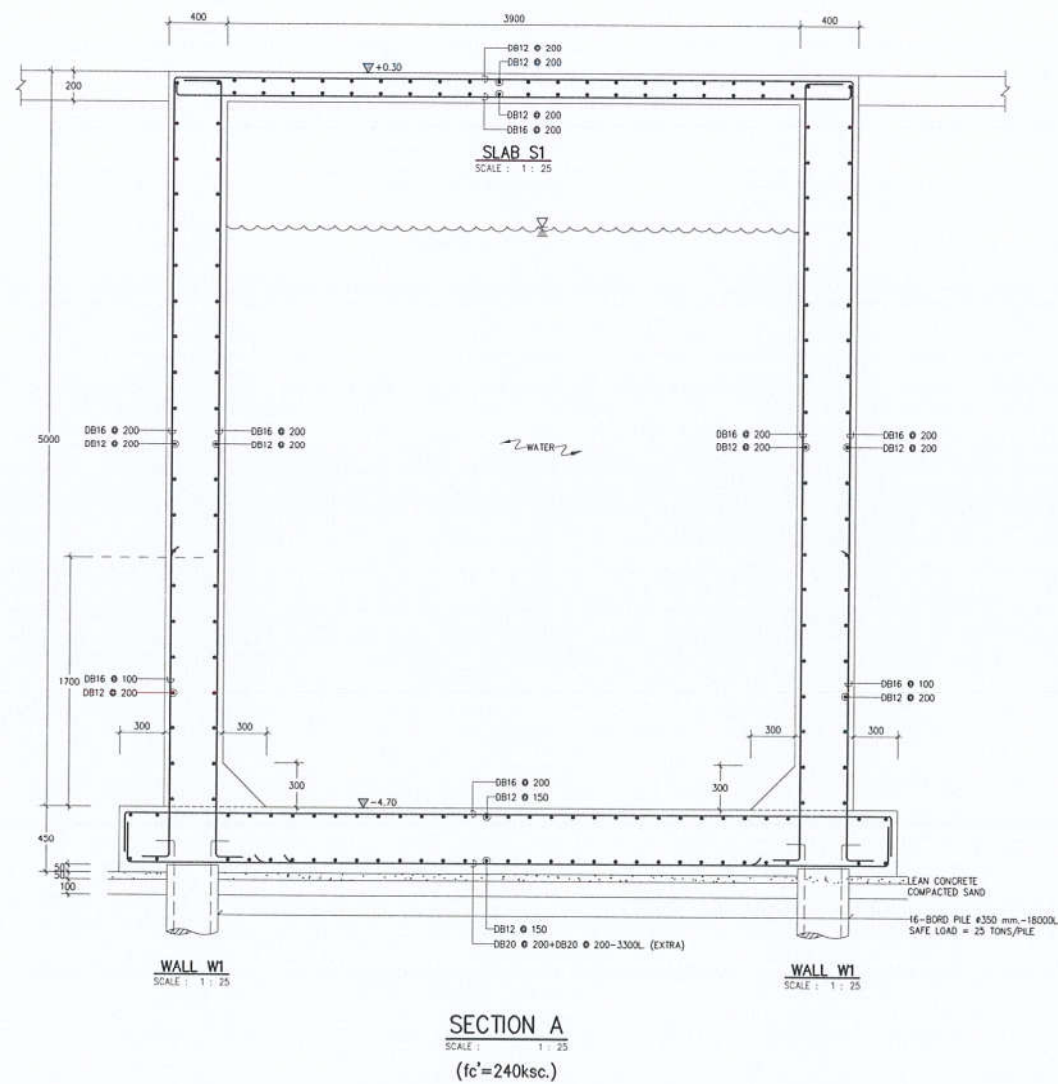 400
3900
400
DB12 @ 200
DB12 @ 200
+0.30
200
DB12 @ 200
DB16 @ 200
SLAB S1
SCALE : 1 : 25
5000
DB16 @ 200
DB12 @ 200
DB16 @ 200
DB12 @ 200
WATER
DB16 @ 200
DB12 @ 200
DB16 @ 200
DB12 @ 200
1700
DB16 @ 100
DB12 @ 200
DB16 @ 100
DB12 @ 200
300
300
300
300
300
300
DB16 @ 200
DB12 @ 150
-4.70
450
50
50
100
LEAN CONCRETE
COMPACTED SAND
16-BORD PILE ø350 mm.-18000L
SAFE LOAD = 25 TONS/PILE
DB12 @ 150
DB20 @ 200+DB20 @ 200-3300L. (EXTRA)
WALL W1
SCALE : 1 : 25
WALL W1
SCALE : 1 : 25
SECTION A
SCALE : 1 : 25
(fc'=240ksc.)